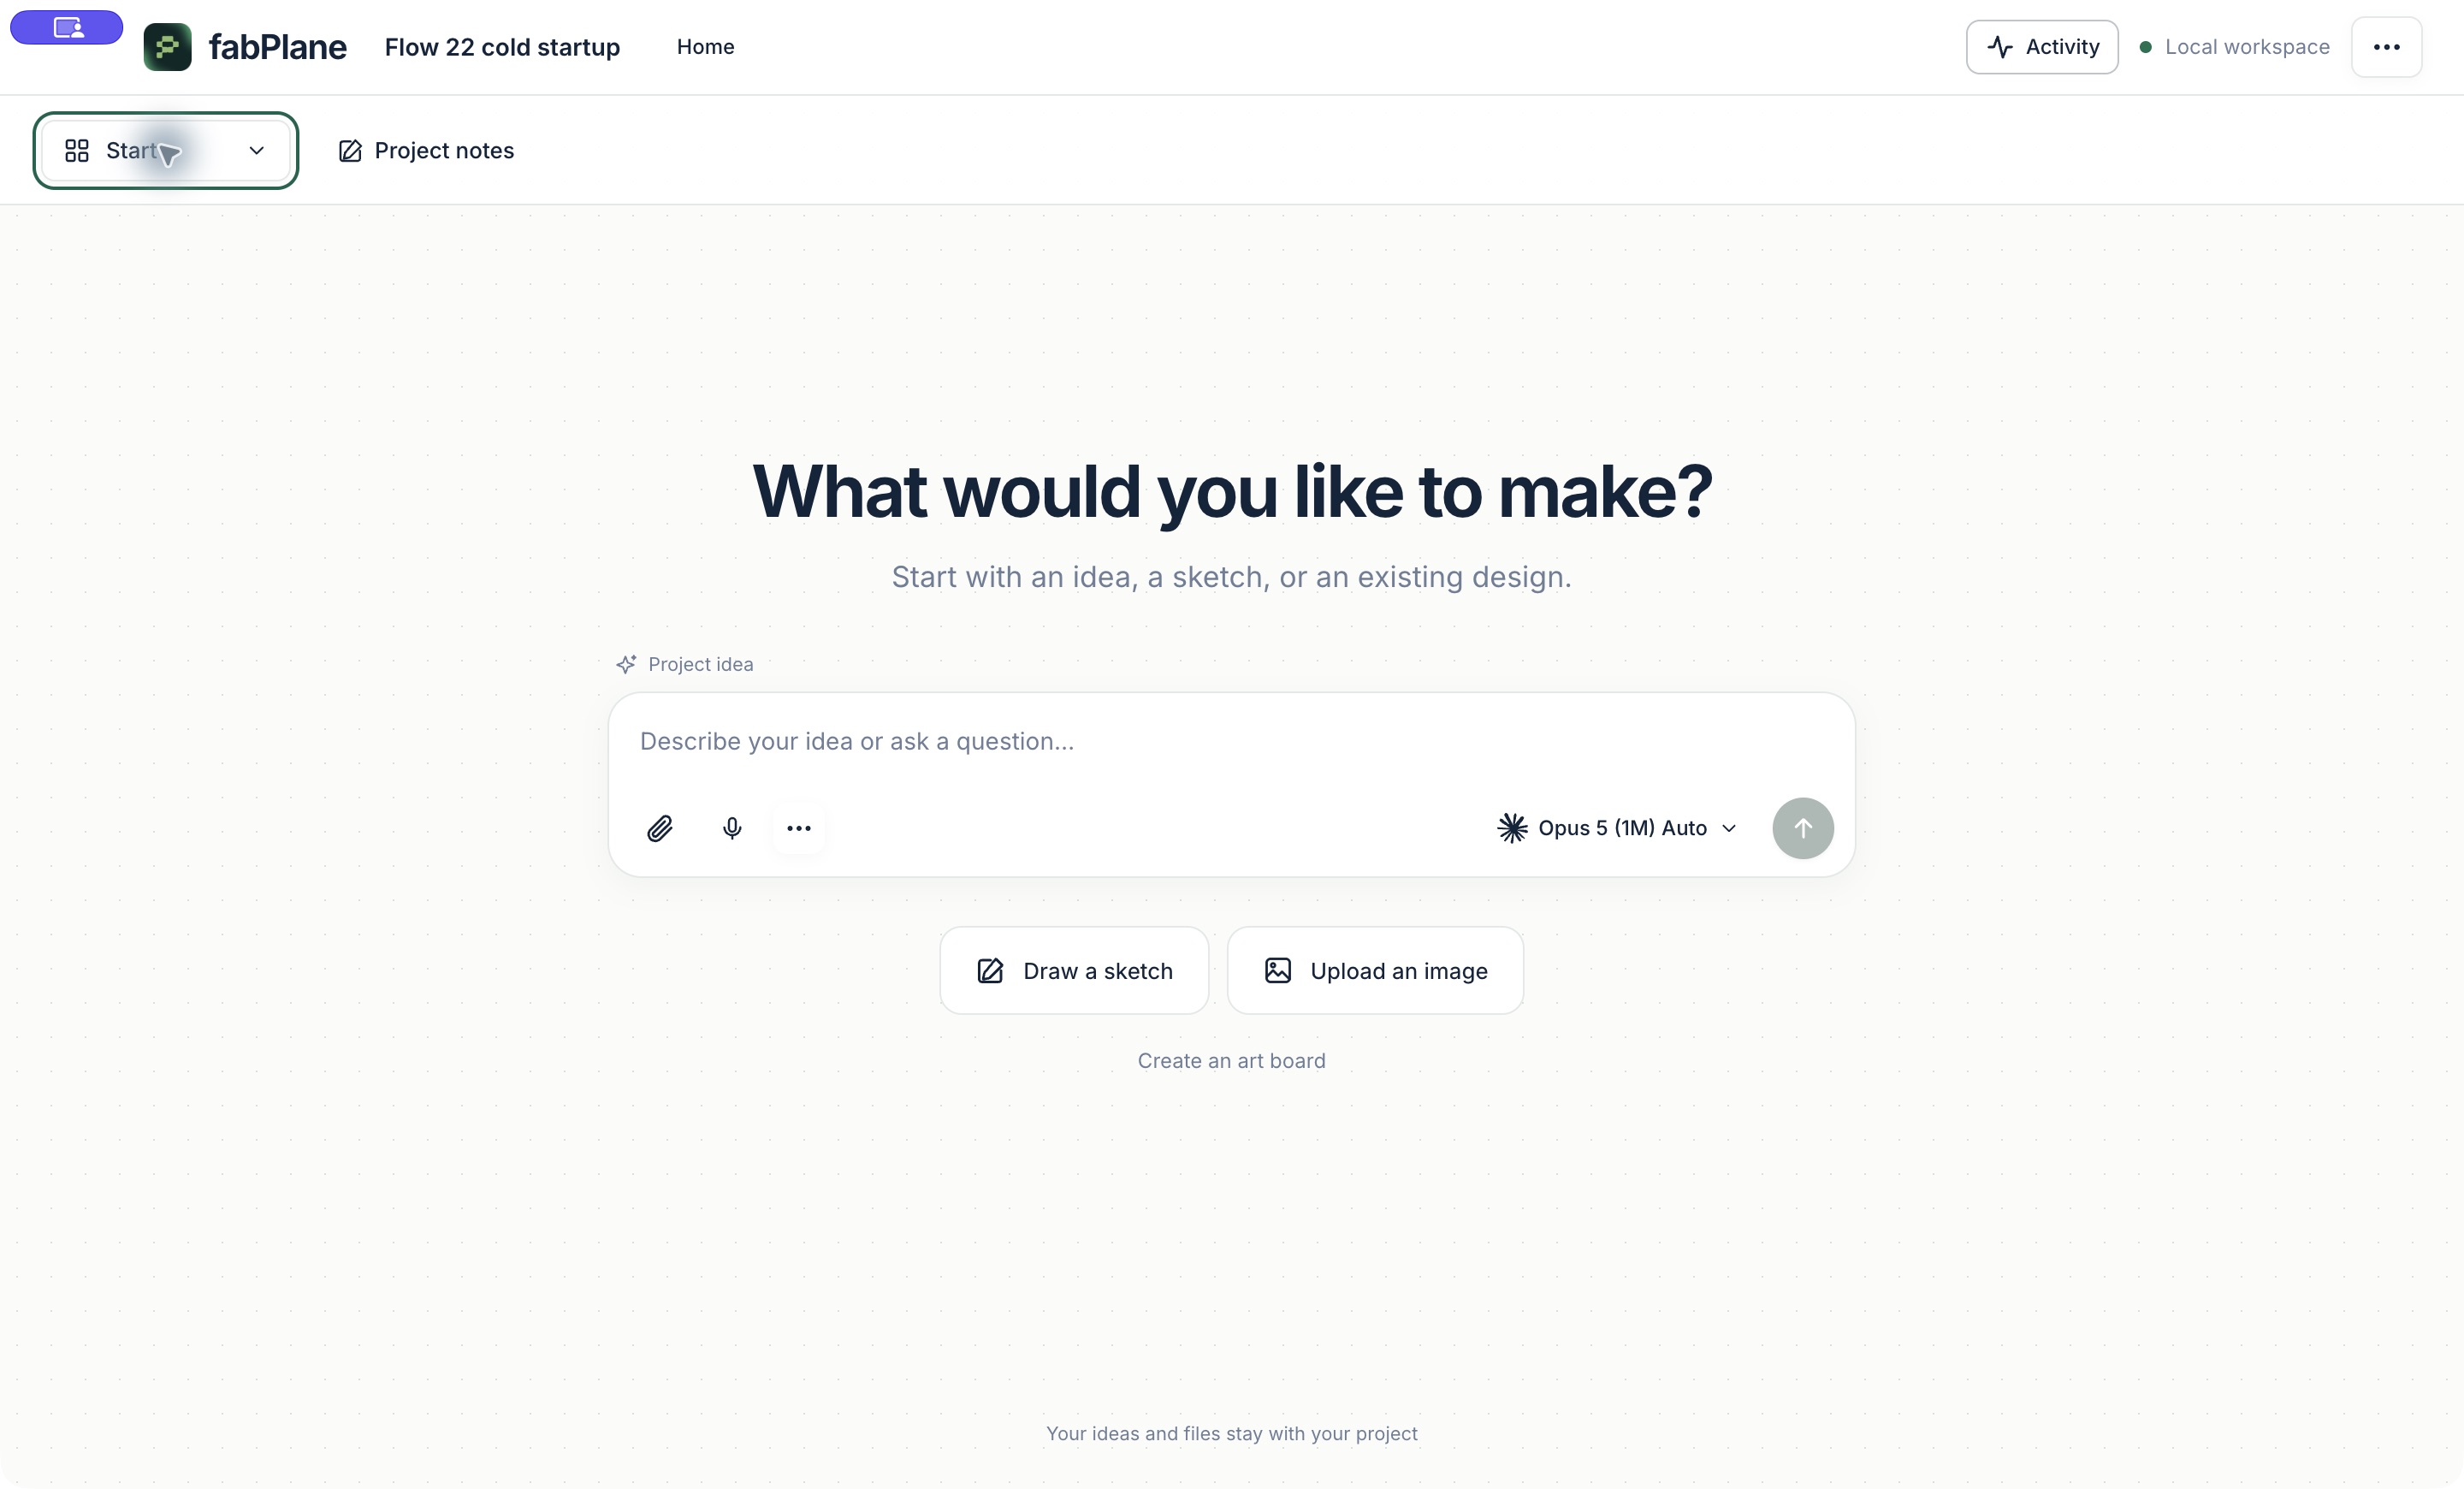 fabPlane
Flow 22 cold startup
Home
Activity
Local workspace
Start
Project notes
What would you like to make?
Start with an idea, a sketch, or an existing design.
Project idea
Describe your idea or ask a question...
Opus 5 (1M) Auto
Draw a sketch
Upload an image
Create an art board
Your ideas and files stay with your project